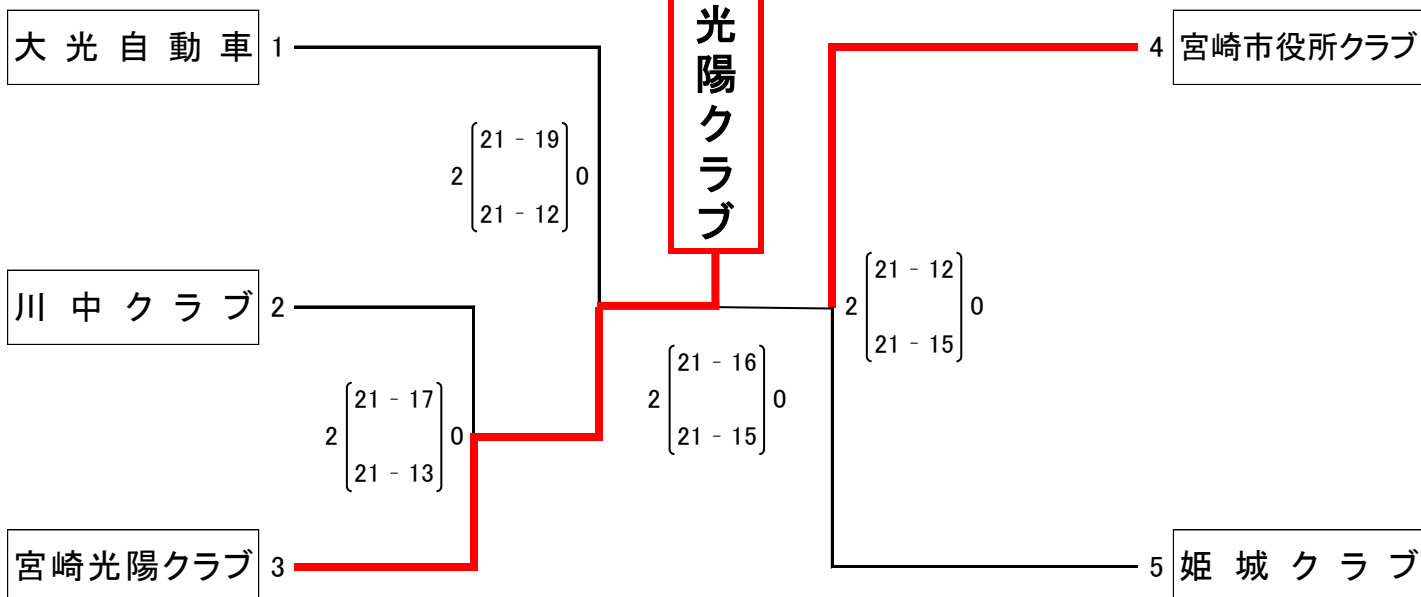 光陽クラブ
大光自動車 1
4 宮崎市役所クラブ
21 - 19
2 0
21 - 12
川中クラブ 2
21 - 12
2 0
21 - 15
21 - 16
2 0
21 - 15
21 - 17
2 0
21 - 13
宮崎光陽クラブ 3
5 姫城クラブ